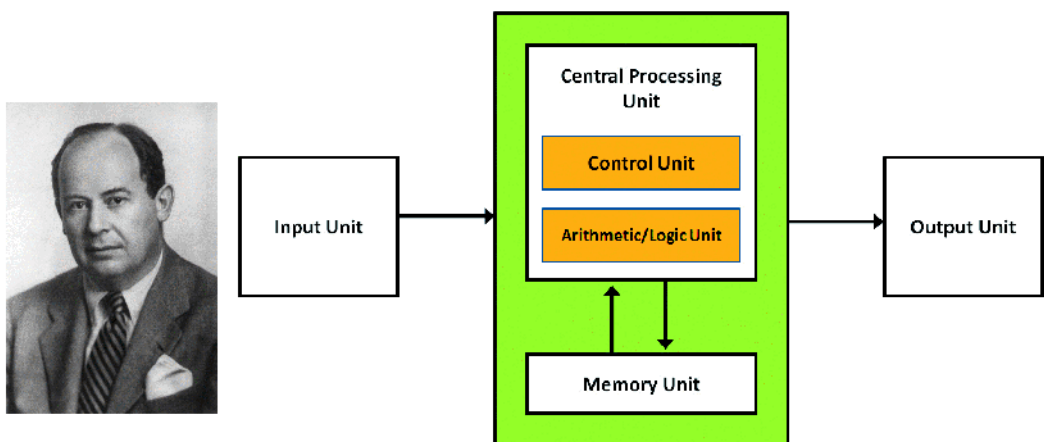 Central Processing
Unit
Control Unit
Input Unit
Arithmetic/Logic Unit
Output Unit
Memory Unit